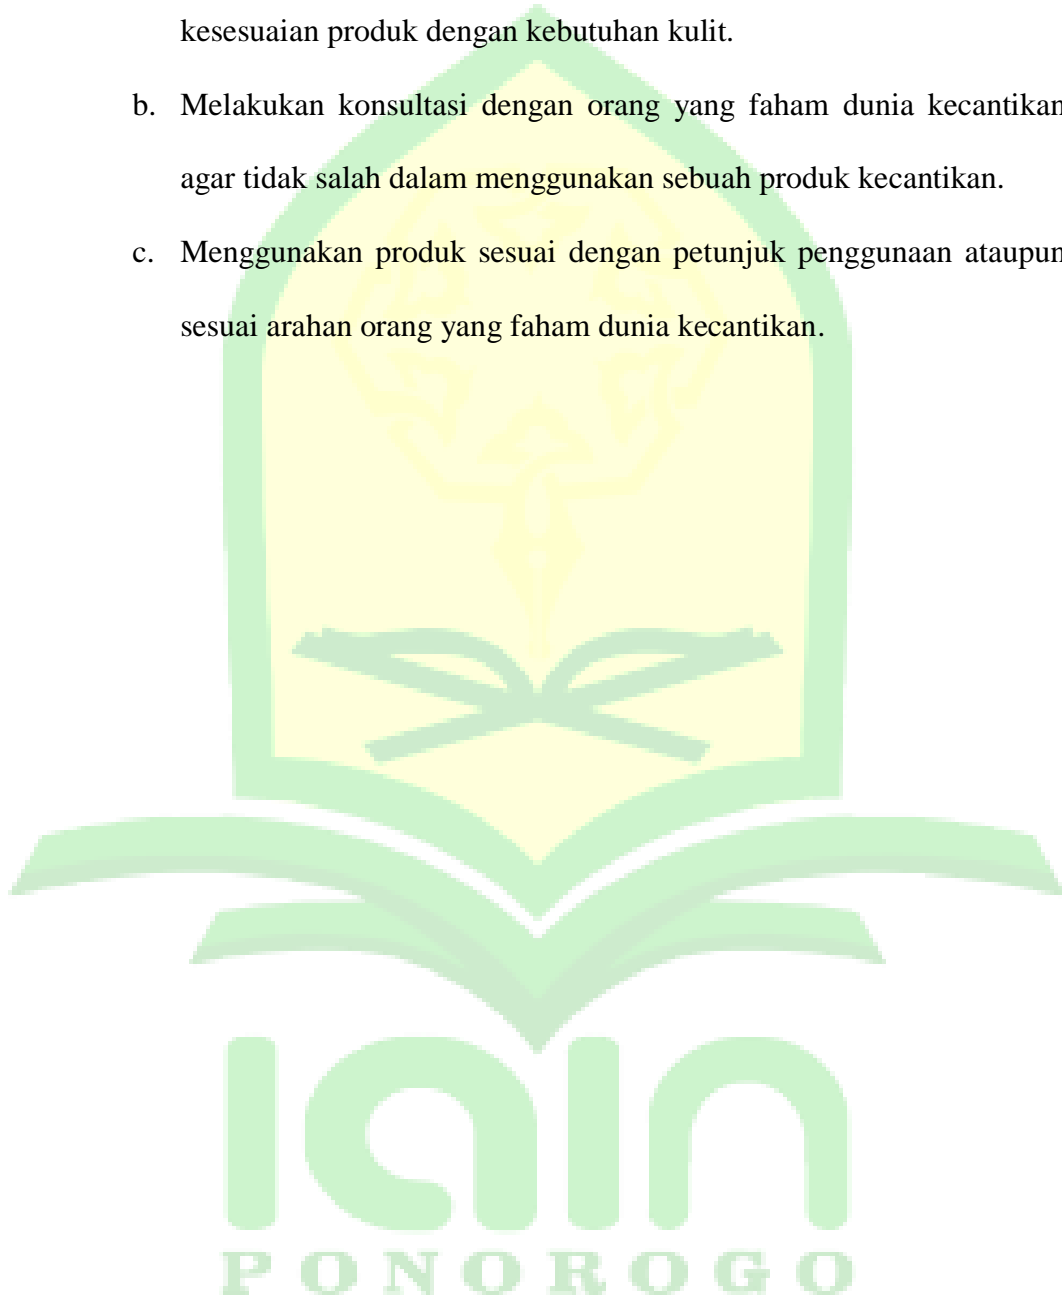 kesesuaian produk dengan kebutuhan kulit.
b. Melakukan konsultasi dengan orang yang faham dunia kecantikan
agar tidak salah dalam menggunakan sebuah produk kecantikan.
c. Menggunakan produk sesuai dengan petunjuk penggunaan ataupun
sesuai arahan orang yang faham dunia kecantikan.
iain
PONOROGO